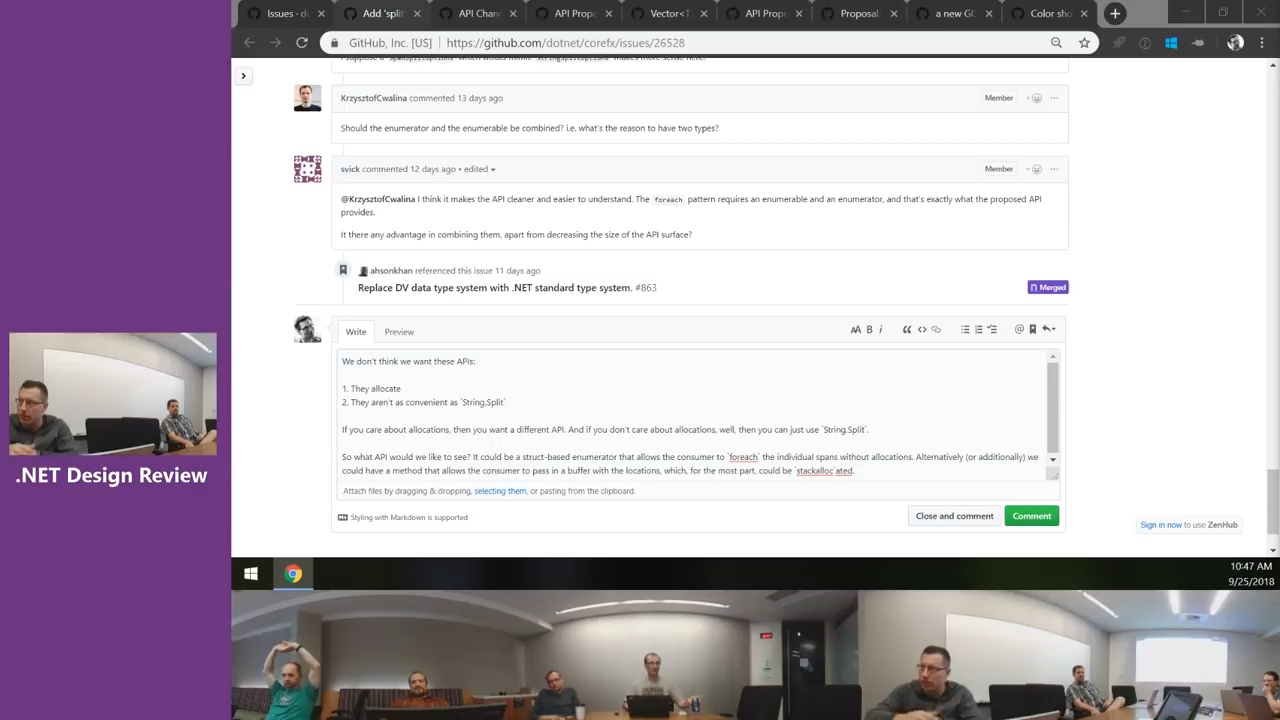 Issues · do
Add 'split
API Chang
API Propo
Vector<T
API Propo
Proposal
a new GC
Color sho
GitHub, Inc. [US]
https://github.com/dotnet/corefx/issues/26528
KrzysztofCwalina commented 13 days ago
Member
Should the enumerator and the enumerable be combined? i.e. what's the reason to have two types?
svick commented 12 days ago • edited
Member
@KrzysztofCwalina I think it makes the API cleaner and easier to understand. The foreach pattern requires an enumerable and an enumerator, and that's exactly what the proposed API
provides.
It there any advantage in combining them, apart from decreasing the size of the API surface?
ahsonkhan referenced this issue 11 days ago
Replace DV data type system with .NET standard type system. #863
Merged
Write
Preview
We don't think we want these APIs:
1. They allocate
2. They aren't as convenient as `String.Split`
If you care about allocations, then you want a different API. And if you don't care about allocations, well, then you can just use `String.Split`.
So what API would we like to see? It could be a struct-based enumerator that allows the consumer to `foreach` the individual spans without allocations. Alternatively (or additionally) we
could have a method that allows the consumer to pass in a buffer with the locations, which, for the most part, could be `stackalloc`ated.
Attach files by dragging & dropping, selecting them, or pasting from the clipboard.
Styling with Markdown is supported
Close and comment
Comment
Sign in now to use ZenHub
.NET Design Review
10:47 AM
9/25/2018